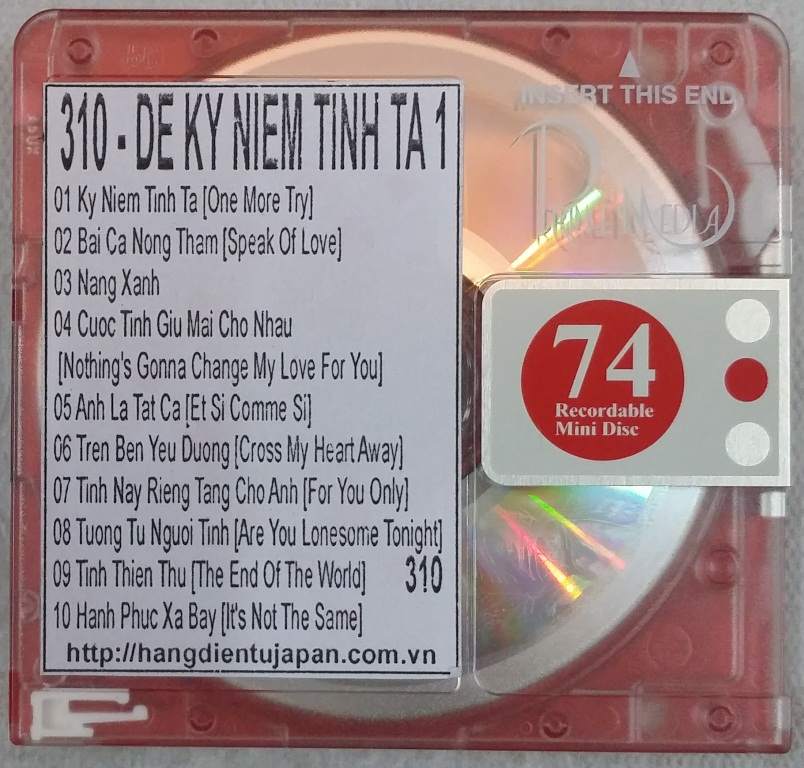 310 - DE KY NIEM TINH TA 1
01 Ky Niem Tinh Ta [One More Try]
02 Bai Ca Nong Tham [Speak Of Love]
03 Nang Xanh
04 Cuoc Tinh Giu Mai Cho Nhau
[Nothing's Gonna Change My Love For You]
05 Anh La Tat Ca [Et Si Comme Si]
06 Tren Ben Yeu Duong [Cross My Heart Away]
07 Tinh Nay Rieng Tang Cho Anh [For You Only]
08 Tuong Tu Nguoi Tinh [Are You Lonesome Tonight]
09 Tinh Thien Thu [The End Of The World] 310
10 Hanh Phuc Xa Bay [It's Not The Same]
http://hangdientujapan.com.vn
INSERT THIS END
74
Recordable
Mini Disc